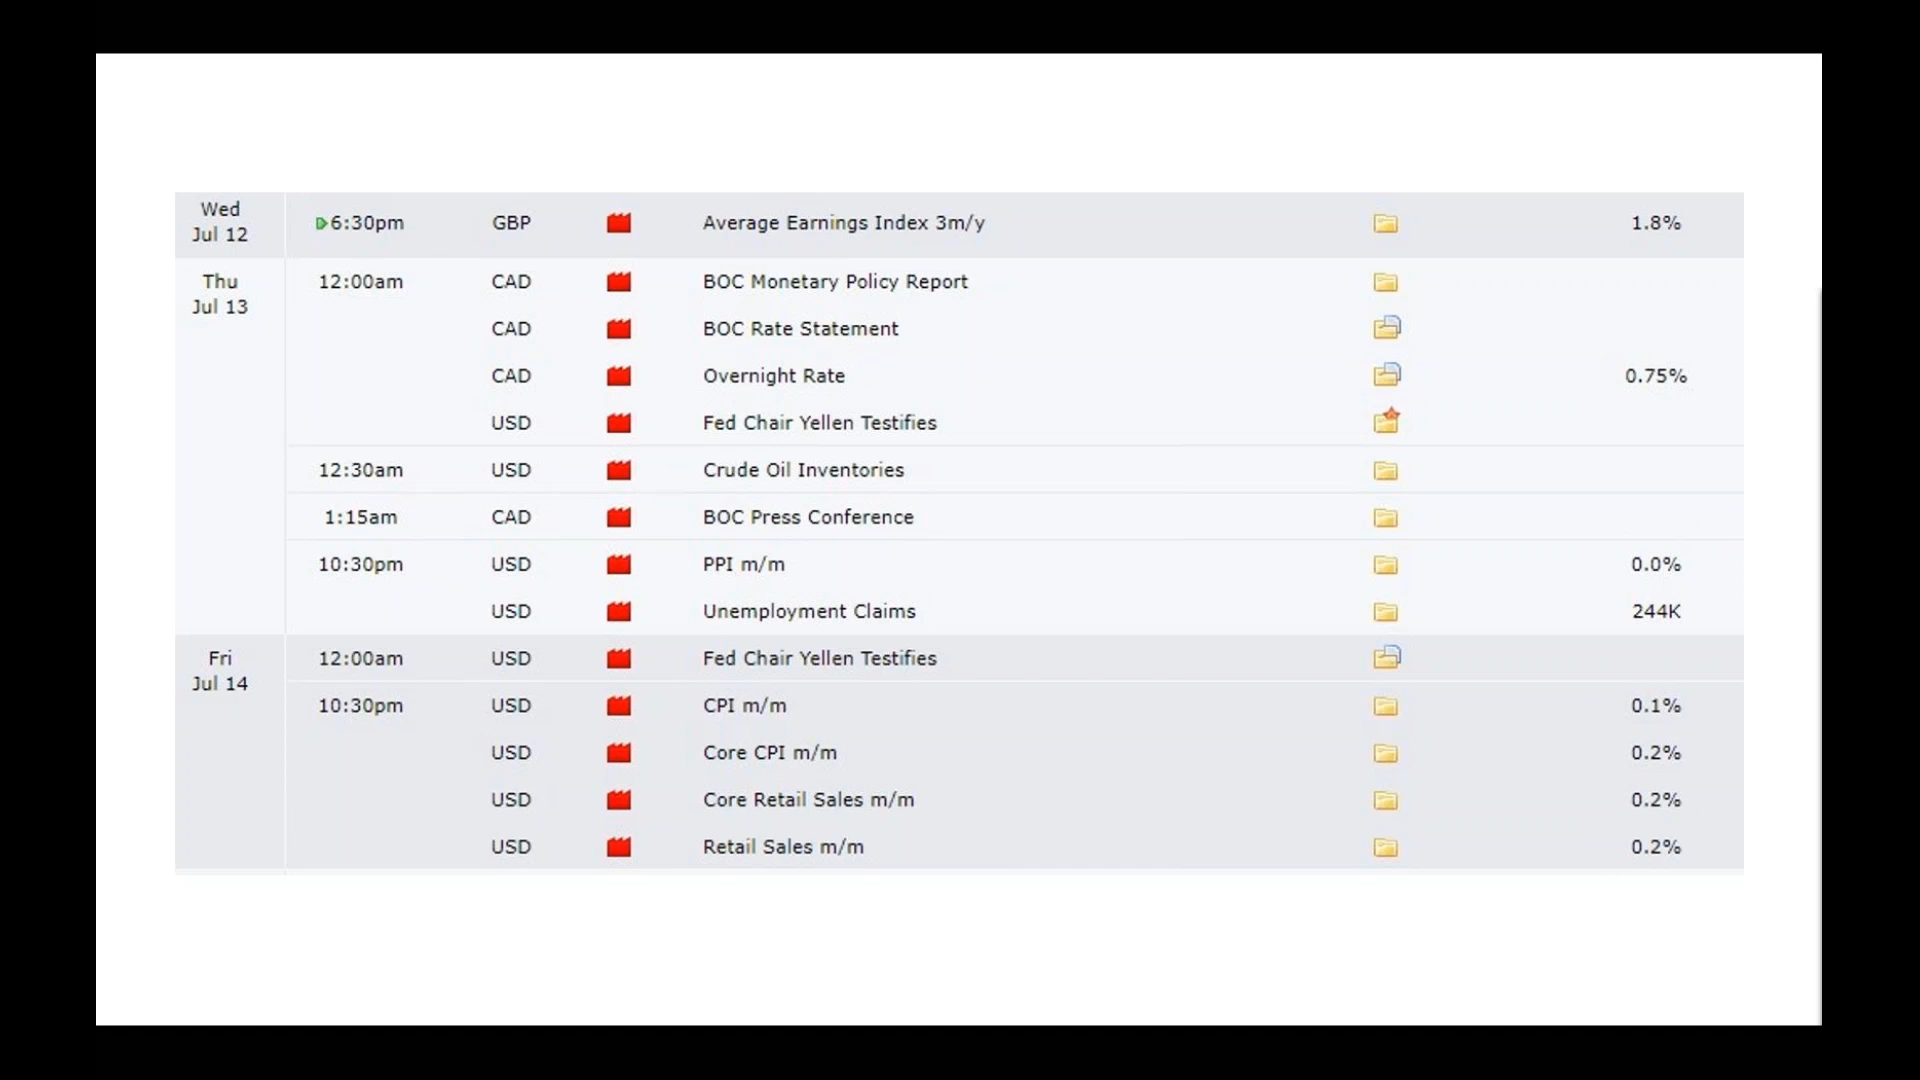 Wed
Jul 12
6:30pm GBP Average Earnings Index 3m/y 1.8%
Thu
Jul 13
12:00am CAD BOC Monetary Policy Report
CAD BOC Rate Statement
CAD Overnight Rate 0.75%
USD Fed Chair Yellen Testifies
12:30am USD Crude Oil Inventories
1:15am CAD BOC Press Conference
10:30pm USD PPI m/m 0.0%
USD Unemployment Claims 244K
Fri
Jul 14
12:00am USD Fed Chair Yellen Testifies
10:30pm USD CPI m/m 0.1%
USD Core CPI m/m 0.2%
USD Core Retail Sales m/m 0.2%
USD Retail Sales m/m 0.2%